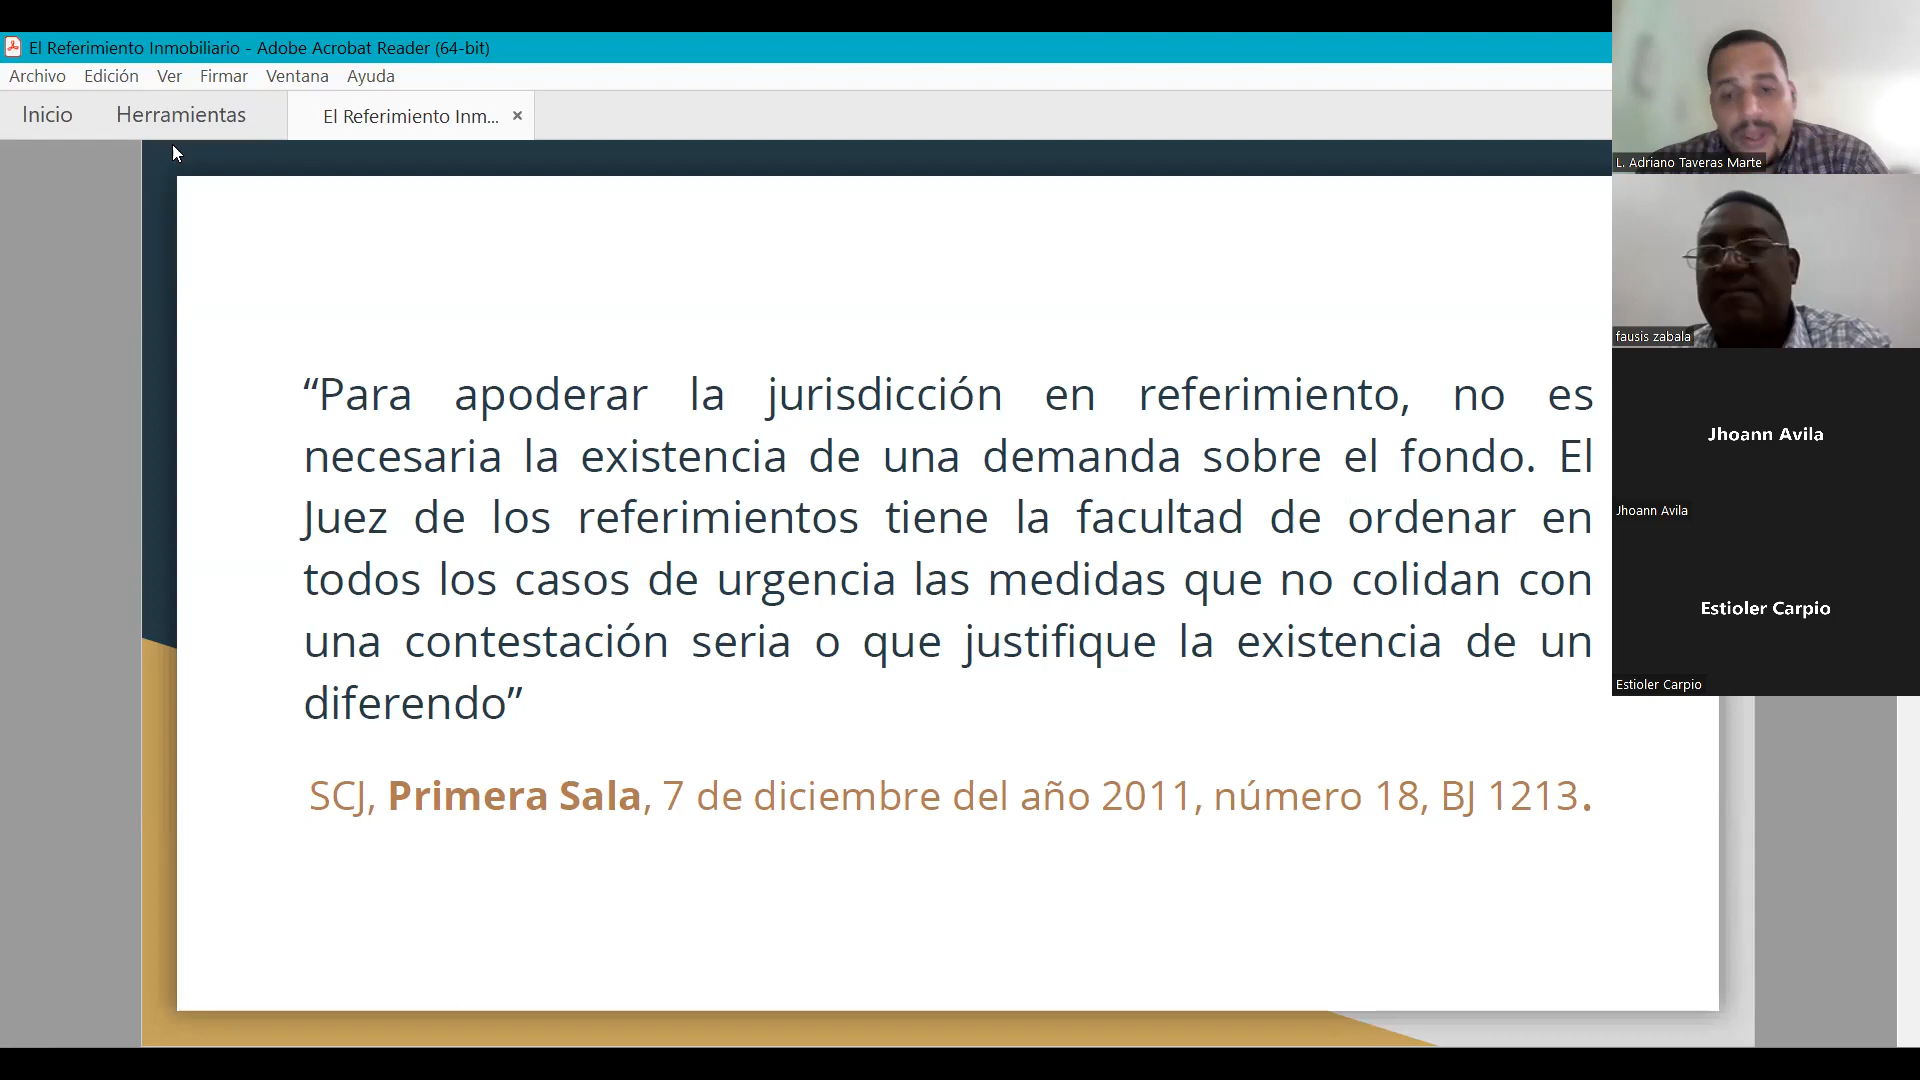 El Referimiento Inmobiliario - Adobe Acrobat Reader (64-bit)
Archivo Edición Ver Firmar Ventana Ayuda
Inicio Herramientas El Referimiento Inm... ×
“Para apoderar la jurisdicción en referimiento, no es
necesaria la existencia de una demanda sobre el fondo. El
Juez de los referimientos tiene la facultad de ordenar en
todos los casos de urgencia las medidas que no colidan con
una contestación seria o que justifique la existencia de un
diferendo”
SCJ, Primera Sala, 7 de diciembre del año 2011, número 18, BJ 1213.
L. Adriano Taveras Marte
fausis zabala
Jhoann Avila
Jhoann Avila
Estioler Carpio
Estioler Carpio